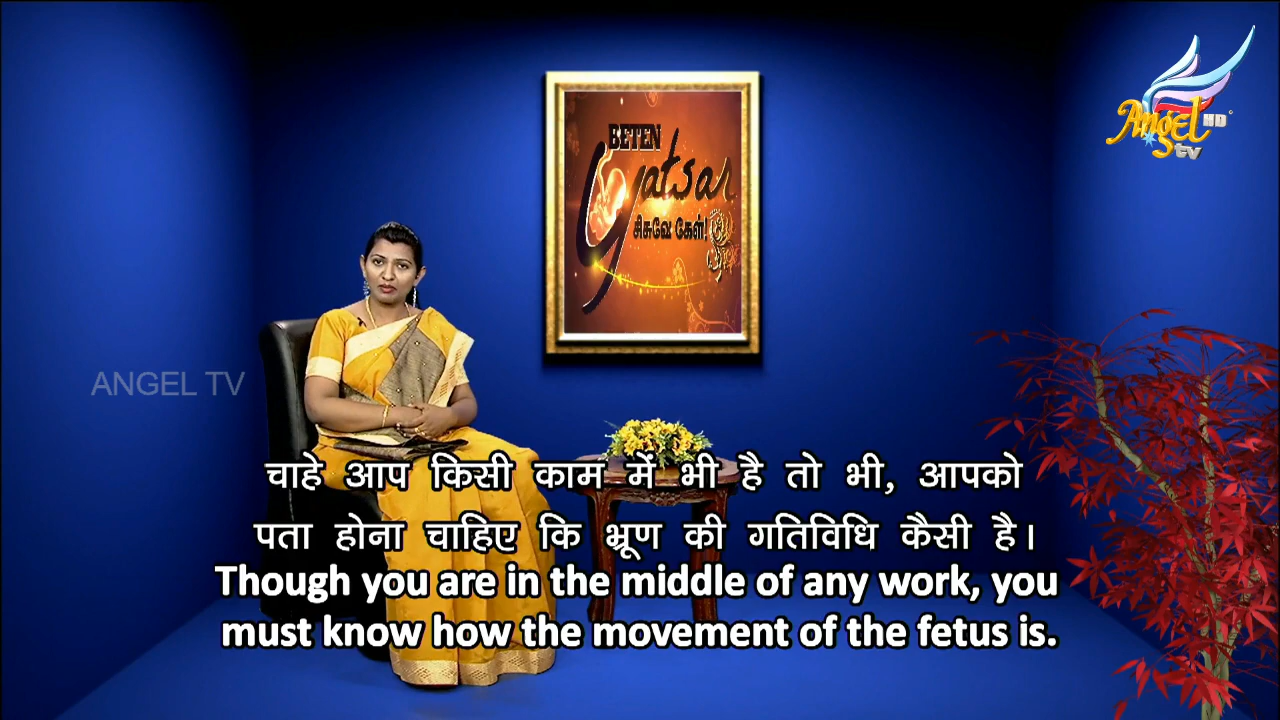 Angel HD
tv
BETEN
yatsar
சிசுவே கேள்!
ANGEL TV
चाहे आप किसी काम में भी है तो भी, आपको
पता होना चाहिए कि भ्रूण की गतिविधि कैसी है।
Though you are in the middle of any work, you
must know how the movement of the fetus is.